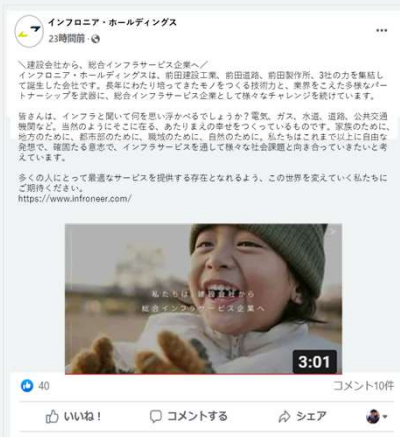 インフロニア・ホールディングス
23時間前・
＼建設会社から、総合インフラサービス企業へ／
インフロニア・ホールディングスは、前田建設工業、前田道路、前田製作所、3社の力を集結し
て誕生した会社です。長年にわたり培ってきたモノをつくる技術力と、業界をこえた多様なパー
トナーシップを武器に、総合インフラサービス企業として様々なチャレンジを続けています。
皆さんは、インフラと聞いて何を思い浮かべるでしょうか？電気、ガス、水道、道路、公共交通
機関など。当然のようにそこに在る、あたりまえの幸せをつくっているものです。家族のために、
地方のために、都市部のために、職域のために、自然のために。私たちはこれまで以上に自由な
発想で、確固たる意志で、インフラサービスを通して様々な社会課題と向き合っていきたいと考
えています。
多くの人にとって最適なサービスを提供する存在となれるよう、この世界を変えていく私たちに
ご期待ください。
https://www.infroneer.com/
私たちは、建設会社から
総合インフラサービス企業へ
3:01
40
コメント10件
いいね！
コメントする
シェア